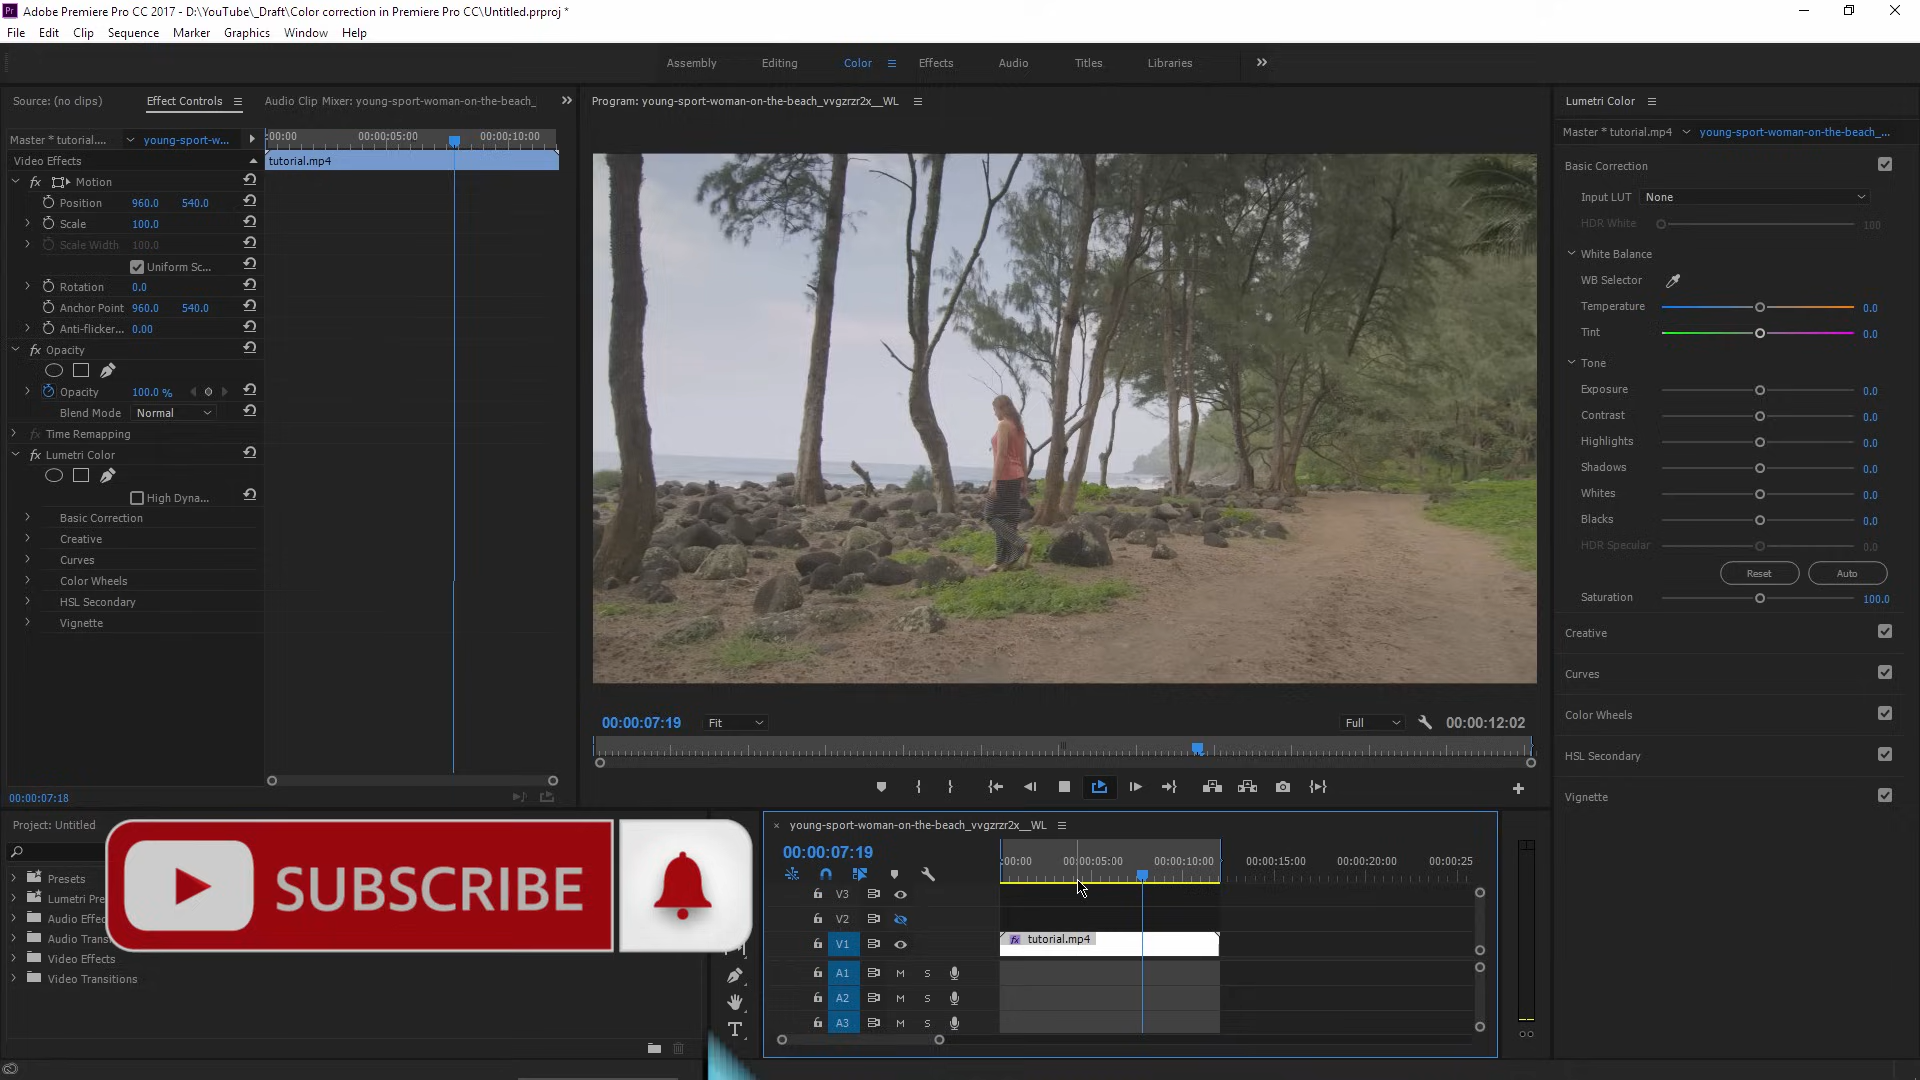 Adobe Premiere Pro CC 2017 - D:\YouTube\_Draft\Color correction in Premiere Pro CC\Untitled.prproj *
File Edit Clip Sequence Marker Graphics Window Help
Assembly Editing Color Effects Audio Titles Libraries
Source: (no clips) Effect Controls Audio Clip Mixer: young-sport-woman-on-the-beach_
Master * tutorial.... young-sport-w...
:00:00 00:00:05:00 00:00:10:00
Video Effects
tutorial.mp4
fx Motion
Position 960.0 540.0
Scale 100.0
Scale Width 100.0
Uniform Sc...
Rotation 0.0
Anchor Point 960.0 540.0
Anti-flicker... 0.00
fx Opacity
Opacity 100.0 %
Blend Mode Normal
fx Time Remapping
fx Lumetri Color
High Dyna...
Basic Correction
Creative
Curves
Color Wheels
HSL Secondary
Vignette
00:00:07:18
Program: young-sport-woman-on-the-beach_vvgzrzr2x__WL
00:00:07:19 Fit Full 00:00:12:02
Lumetri Color
Master * tutorial.mp4 young-sport-woman-on-the-beach_...
Basic Correction
Input LUT None
HDR White 100
White Balance
WB Selector
Temperature 0.0
Tint 0.0
Tone
Exposure 0.0
Contrast 0.0
Highlights 0.0
Shadows 0.0
Whites 0.0
Blacks 0.0
HDR Specular 0.0
Reset Auto
Saturation 100.0
Creative
Curves
Color Wheels
HSL Secondary
Vignette
Project: Untitled
Presets
Lumetri Pre
Audio Effec
Audio Trans
Video Effects
Video Transitions
SUBSCRIBE
T
young-sport-woman-on-the-beach_vvgzrzr2x__WL
00:00:07:19
:00:00 00:00:05:00 00:00:10:00 00:00:15:00 00:00:20:00 00:00:25
V3
V2
V1 fx tutorial.mp4
A1 M S
A2 M S
A3 M S